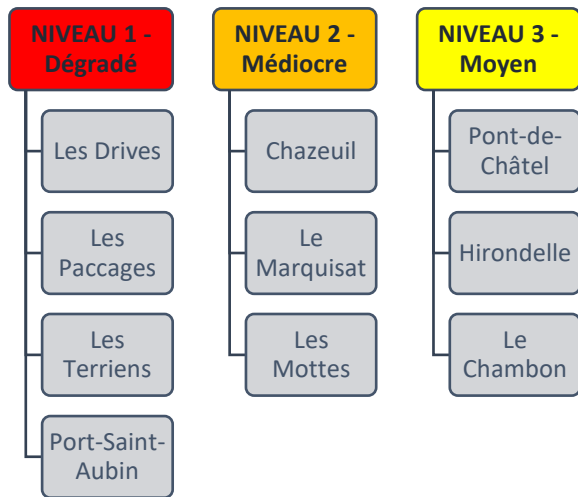 NIVEAU 1 -
Dégradé
Les Drives
Les
Paccages
Les
Terriens
Port-Saint-
Aubin
NIVEAU 2 -
Médiocre
Chazeuil
Le
Marquisat
Les
Mottes
NIVEAU 3 -
Moyen
Pont-de-
Châtel
Hirondelle
Le
Chambon